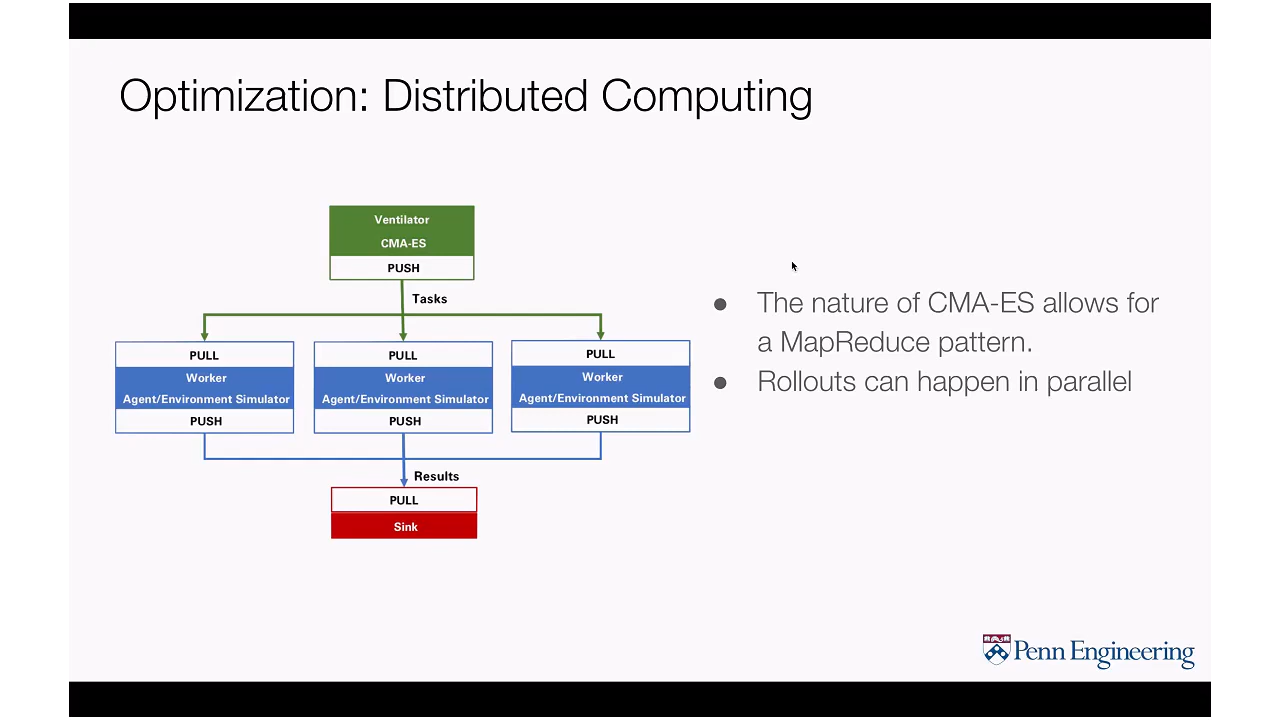 Optimization: Distributed Computing
Ventilator
CMA-ES
PUSH
Tasks
PULL
Worker
Agent/Environment Simulator
PUSH
PULL
Worker
Agent/Environment Simulator
PUSH
PULL
Worker
Agent/Environment Simulator
PUSH
Results
PULL
Sink
● The nature of CMA-ES allows for
a MapReduce pattern.
● Rollouts can happen in parallel
Penn Engineering